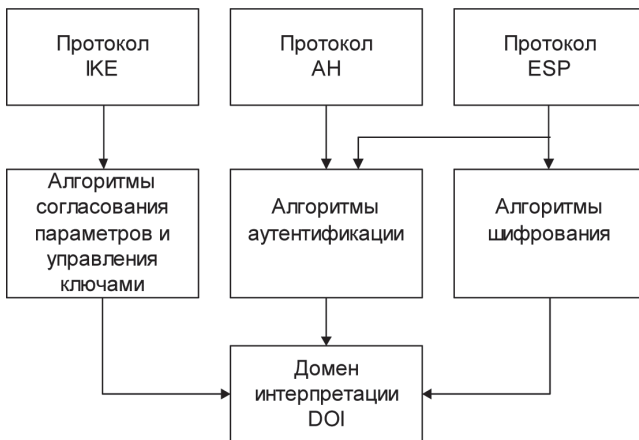 Протокол
IKE
Протокол
AH
Протокол
ESP
Алгоритмы
согласования
параметров и
управления
ключами
Алгоритмы
аутентификации
Алгоритмы
шифрования
Домен
интерпретации
DOI